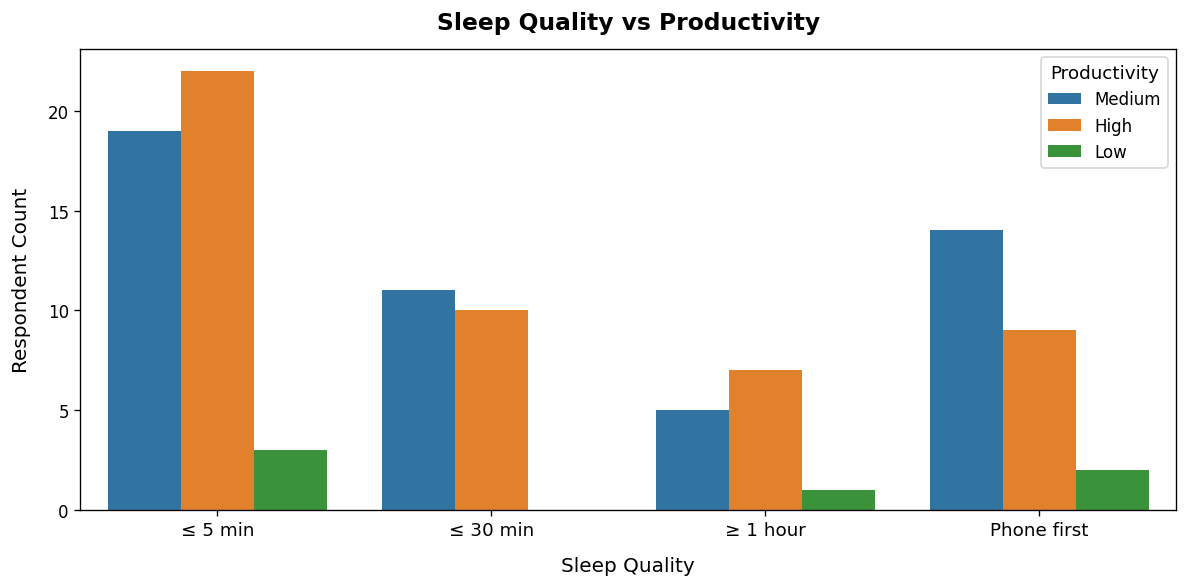 Sleep Quality vs Productivity
Productivity
Medium
High
Low
Respondent Count
20
15
10
5
0
≤ 5 min
≤ 30 min
≥ 1 hour
Phone first
Sleep Quality